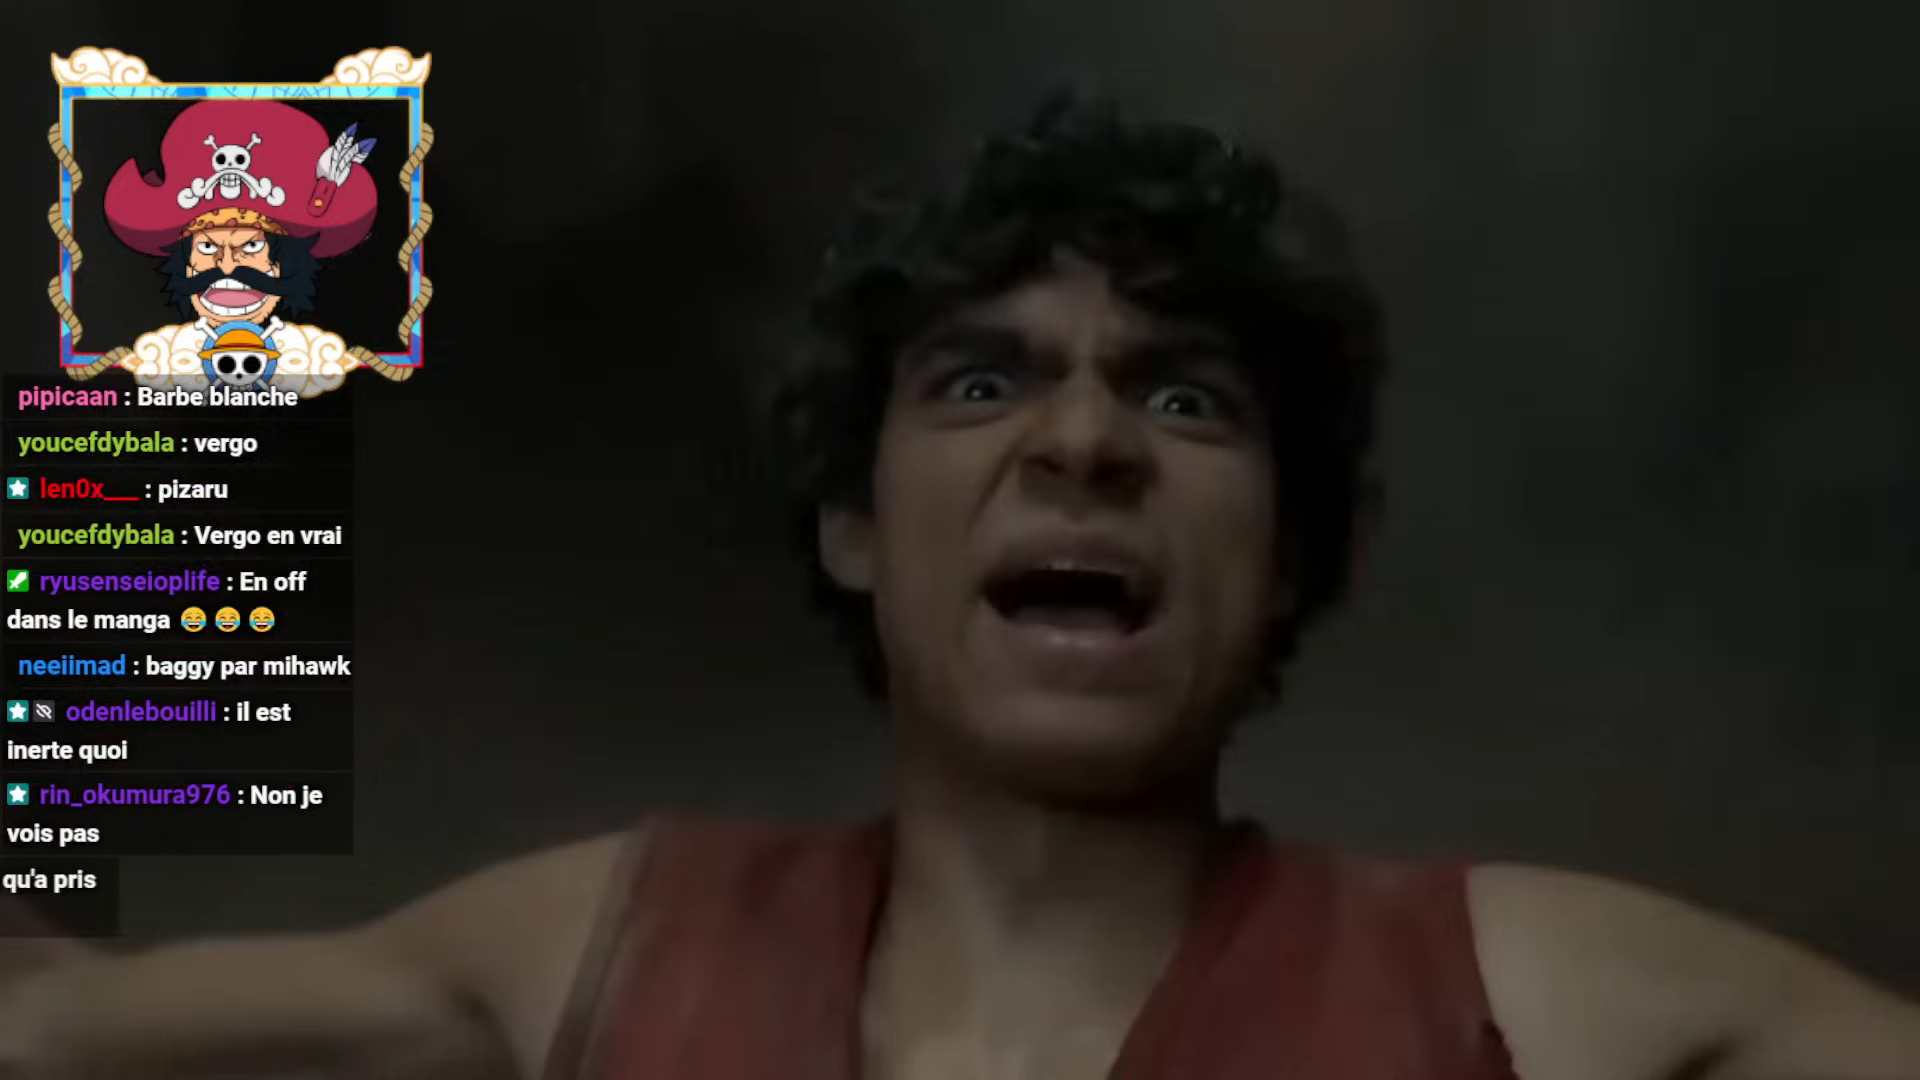 pipicaan : Barbe blanche
youcefdybala : vergo
len0x___ : pizaru
youcefdybala : Vergo en vrai
ryusenseioplife : En off
dans le manga 😂 😂 😂
neeiimad : baggy par mihawk
odenlebouilli : il est
inerte quoi
rin_okumura976 : Non je
vois pas
qu'a pris